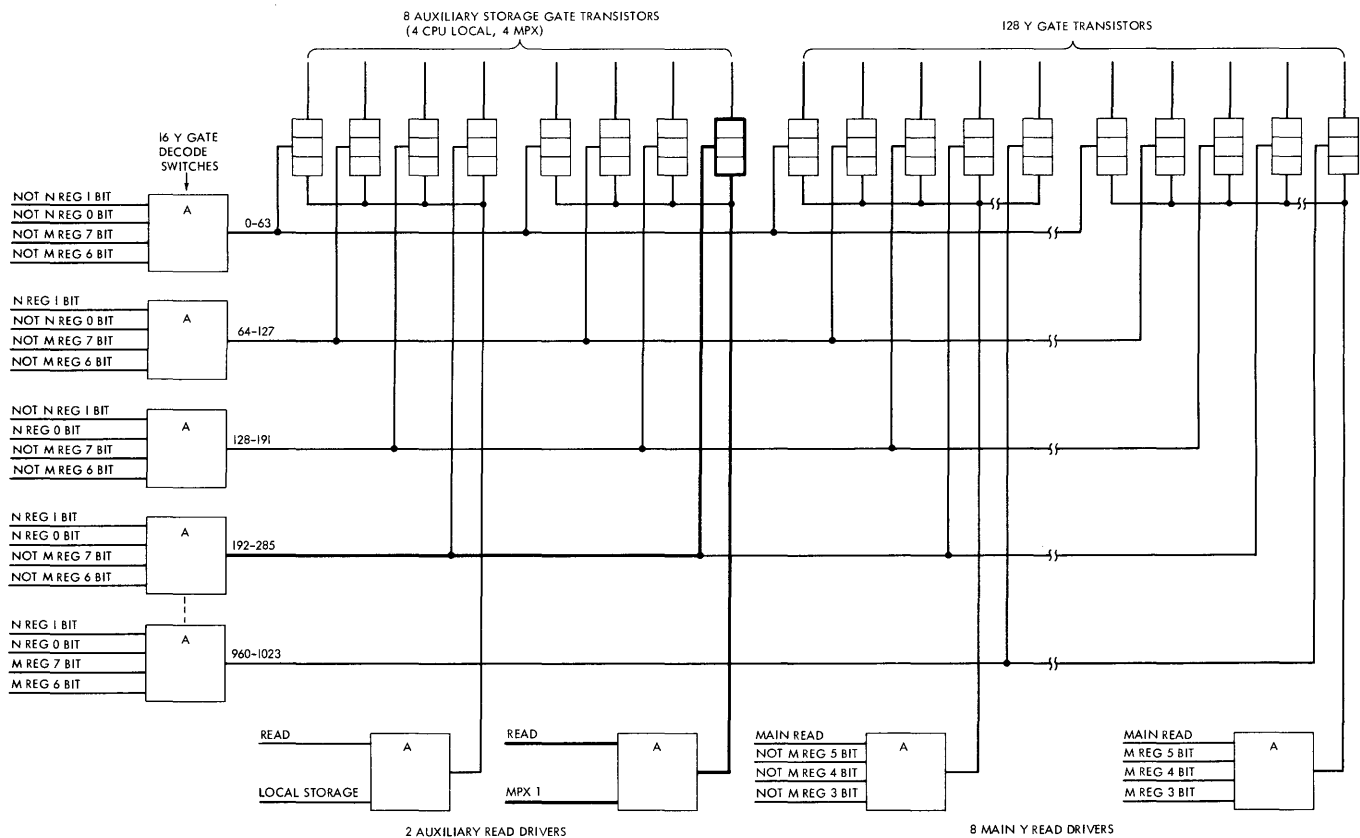 8 AUXILIARY STORAGE GATE TRANSISTORS
(4 CPU LOCAL, 4 MPX)
128 Y GATE TRANSISTORS
16 Y GATE
DECODE
SWITCHES
NOT N REG 1 BIT
NOT N REG 0 BIT
NOT M REG 7 BIT
NOT M REG 6 BIT
A
0-63
N REG 1 BIT
NOT N REG 0 BIT
NOT M REG 7 BIT
NOT M REG 6 BIT
A
64-127
NOT N REG 1 BIT
N REG 0 BIT
NOT M REG 7 BIT
NOT M REG 6 BIT
A
128-191
N REG 1 BIT
N REG 0 BIT
NOT M REG 7 BIT
NOT M REG 6 BIT
A
192-285
N REG 1 BIT
N REG 0 BIT
M REG 7 BIT
M REG 6 BIT
A
960-1023
READ
LOCAL STORAGE
A
READ
MPX 1
A
MAIN READ
NOT M REG 5 BIT
NOT M REG 4 BIT
NOT M REG 3 BIT
A
MAIN READ
M REG 5 BIT
M REG 4 BIT
M REG 3 BIT
A
2 AUXILIARY READ DRIVERS
8 MAIN Y READ DRIVERS